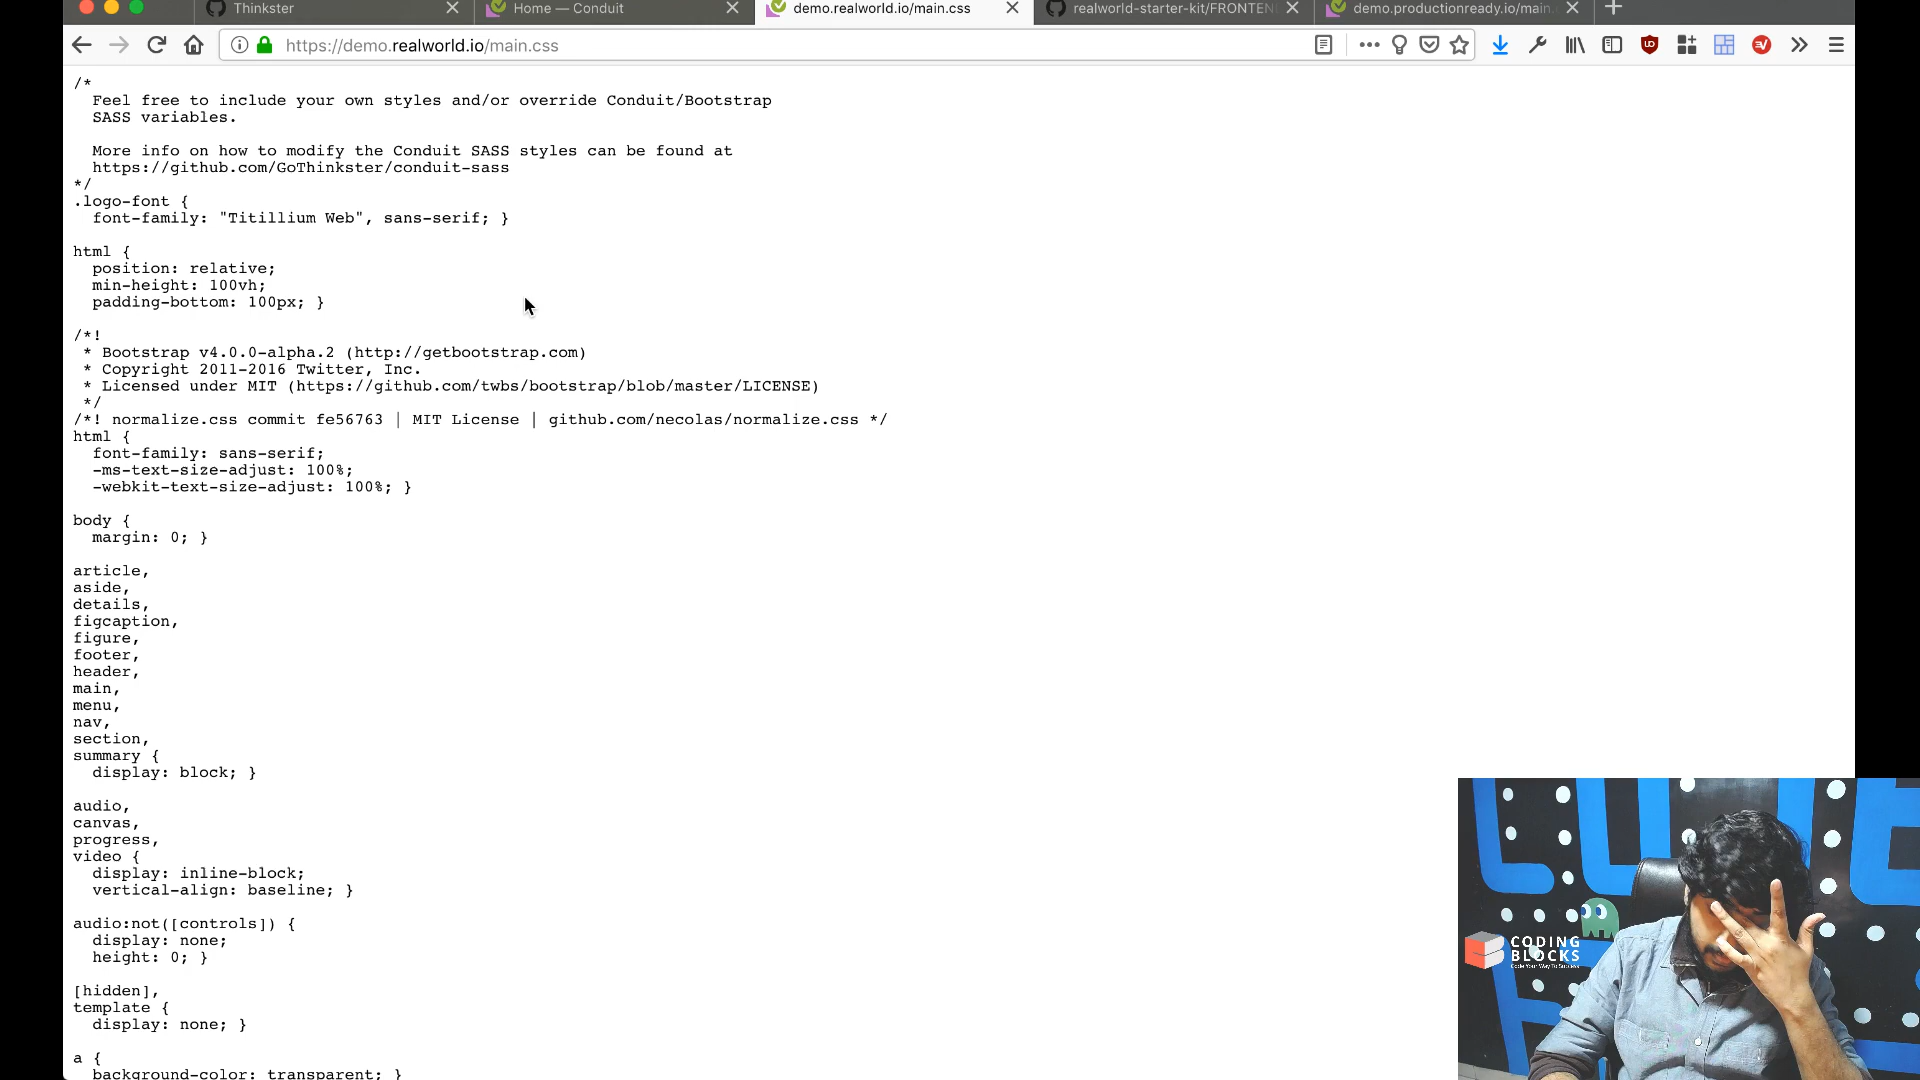 Thinkster
Home — Conduit
demo.realworld.io/main.css
realworld-starter-kit/FRONTEN
demo.productionready.io/main.
https://demo.realworld.io/main.css
/*
Feel free to include your own styles and/or override Conduit/Bootstrap
SASS variables.
More info on how to modify the Conduit SASS styles can be found at
https://github.com/GoThinkster/conduit-sass
*/
.logo-font {
font-family: "Titillium Web", sans-serif; }
html {
position: relative;
min-height: 100vh;
padding-bottom: 100px; }
/*!
* Bootstrap v4.0.0-alpha.2 (http://getbootstrap.com)
* Copyright 2011-2016 Twitter, Inc.
* Licensed under MIT (https://github.com/twbs/bootstrap/blob/master/LICENSE)
*/
/*! normalize.css commit fe56763 | MIT License | github.com/necolas/normalize.css */
html {
font-family: sans-serif;
-ms-text-size-adjust: 100%;
-webkit-text-size-adjust: 100%; }
body {
margin: 0; }
article,
aside,
details,
figcaption,
figure,
footer,
header,
main,
menu,
nav,
section,
summary {
display: block; }
audio,
canvas,
progress,
video {
display: inline-block;
vertical-align: baseline; }
audio:not([controls]) {
display: none;
height: 0; }
[hidden],
template {
display: none; }
a {
background-color: transparent; }
CODING
BLOCKS
Code Your Way To Success